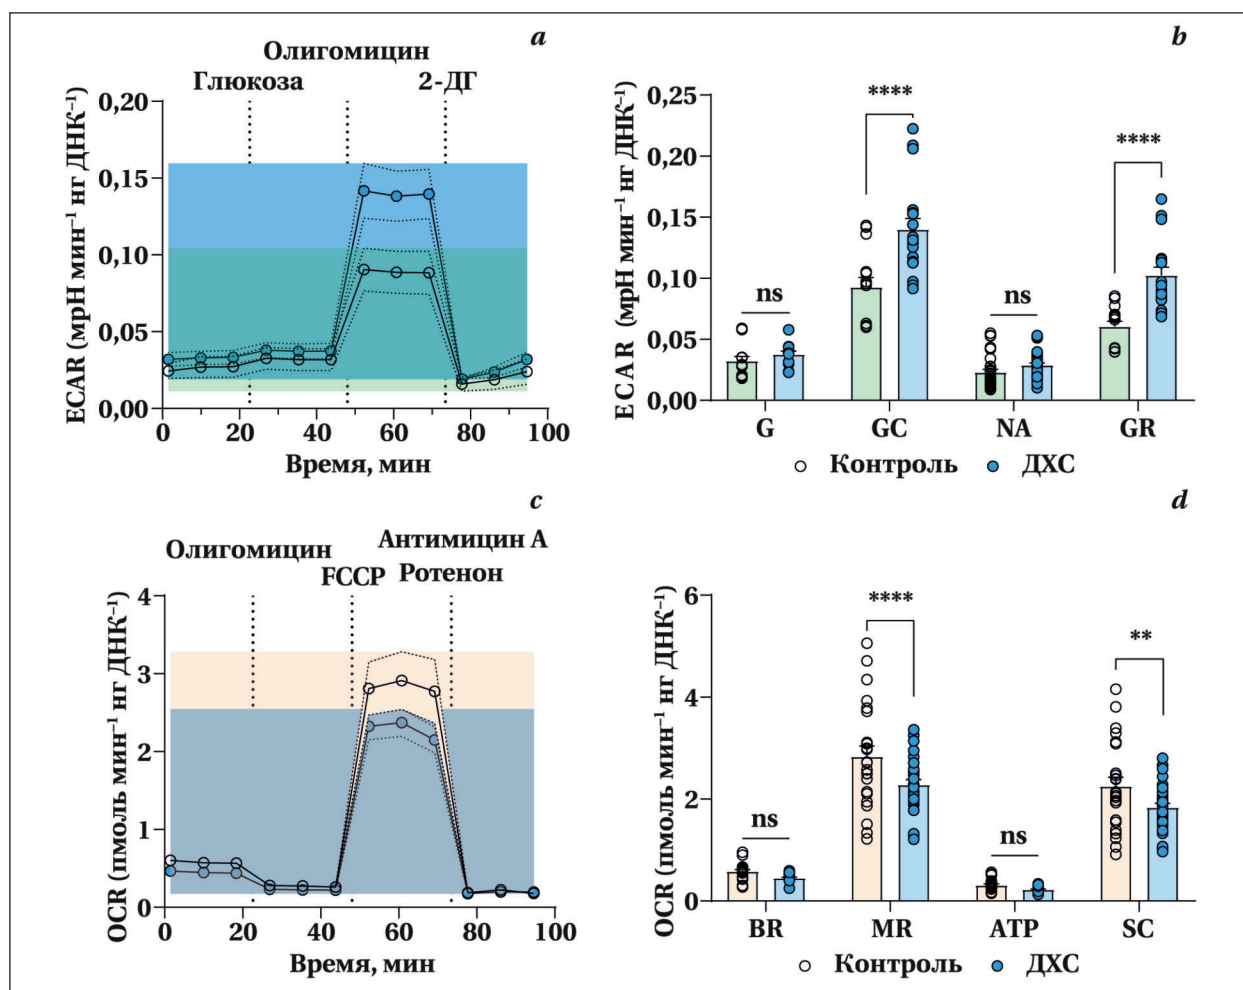 a
Олигомицин
Глюкоза
2-ДГ
ECAR (мpH мин⁻¹ нг ДНК⁻¹)
0,20
0,15
0,10
0,05
0,00
0 20 40 60 80 100
Время, мин
b
ECAR (мpH мин⁻¹ нг ДНК⁻¹)
0,25
0,20
0,15
0,10
0,05
0,00
ns
****
ns
****
G GC NA GR
Контроль ДХС
c
Олигомицин
FCCP
Антимицин А
Ротенон
OCR (пмоль мин⁻¹ нг ДНК⁻¹)
4
3
2
1
0
0 20 40 60 80 100
Время, мин
d
OCR (пмоль мин⁻¹ нг ДНК⁻¹)
6
4
2
0
ns
****
ns
**
BR MR ATP SC
Контроль ДХС